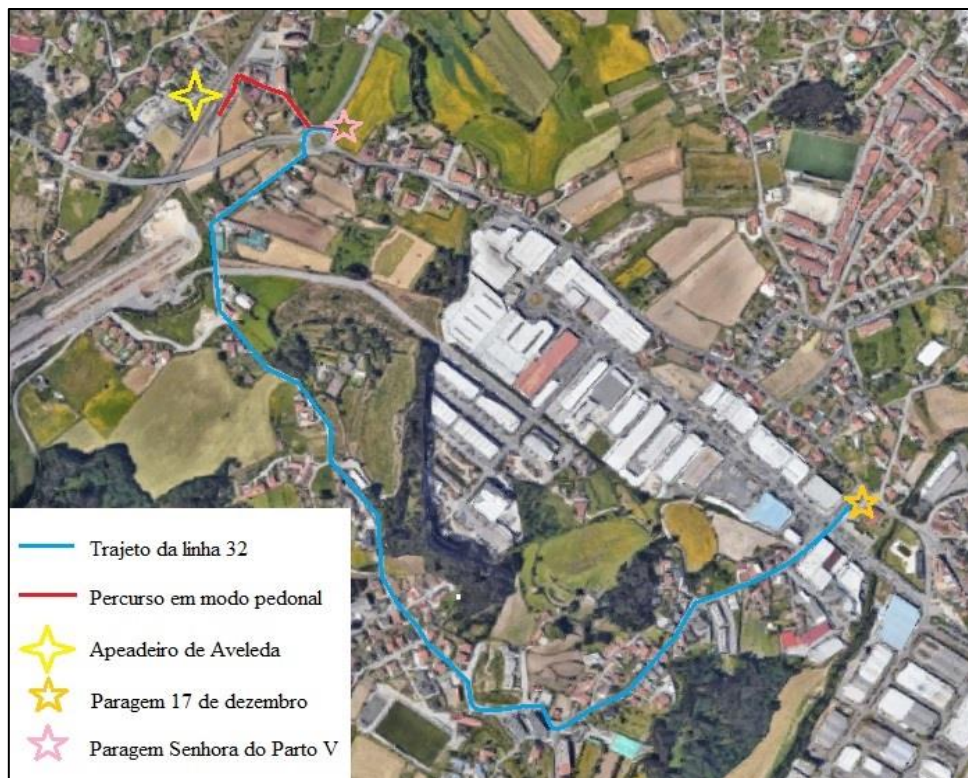 Trajeto da linha 32
Percurso em modo pedonal
Apeadeiro de Aveleda
Paragem 17 de dezembro
Paragem Senhora do Parto V